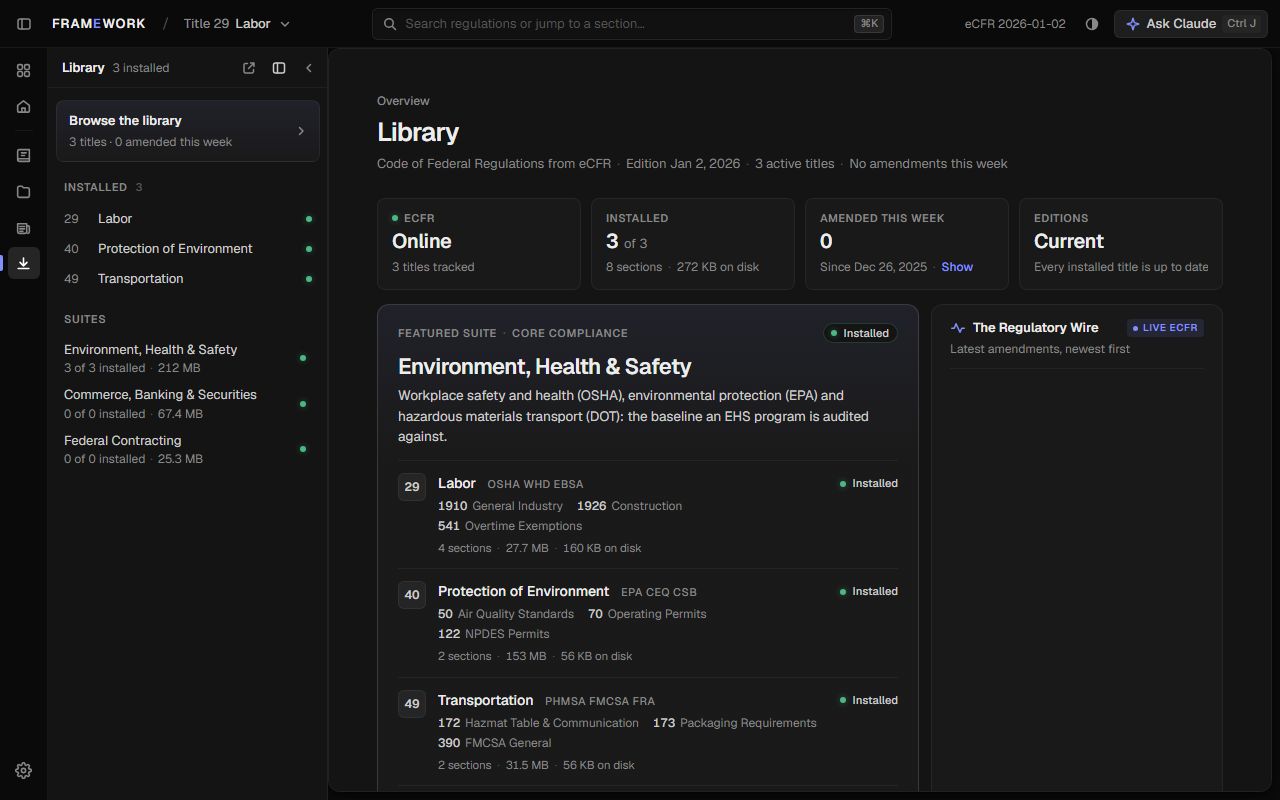 FRAMEWORK / Title 29 Labor
Search regulations or jump to a section...
⌘K
eCFR 2026-01-02
Ask Claude Ctrl J
Library 3 installed
Browse the library
3 titles · 0 amended this week
INSTALLED 3
29 Labor
40 Protection of Environment
49 Transportation
SUITES
Environment, Health & Safety
3 of 3 installed · 212 MB
Commerce, Banking & Securities
0 of 0 installed · 67.4 MB
Federal Contracting
0 of 0 installed · 25.3 MB
Overview
Library
Code of Federal Regulations from eCFR · Edition Jan 2, 2026 · 3 active titles · No amendments this week
ECFR
Online
3 titles tracked
INSTALLED
3 of 3
8 sections · 272 KB on disk
AMENDED THIS WEEK
0
Since Dec 26, 2025 · Show
EDITIONS
Current
Every installed title is up to date
FEATURED SUITE · CORE COMPLIANCE
Installed
Environment, Health & Safety
Workplace safety and health (OSHA), environmental protection (EPA) and
hazardous materials transport (DOT): the baseline an EHS program is audited
against.
29 Labor OSHA WHD EBSA Installed
1910 General Industry 1926 Construction
541 Overtime Exemptions
4 sections · 27.7 MB · 160 KB on disk
40 Protection of Environment EPA CEQ CSB Installed
50 Air Quality Standards 70 Operating Permits
122 NPDES Permits
2 sections · 153 MB · 56 KB on disk
49 Transportation PHMSA FMCSA FRA Installed
172 Hazmat Table & Communication 173 Packaging Requirements
390 FMCSA General
2 sections · 31.5 MB · 56 KB on disk
The Regulatory Wire
LIVE ECFR
Latest amendments, newest first